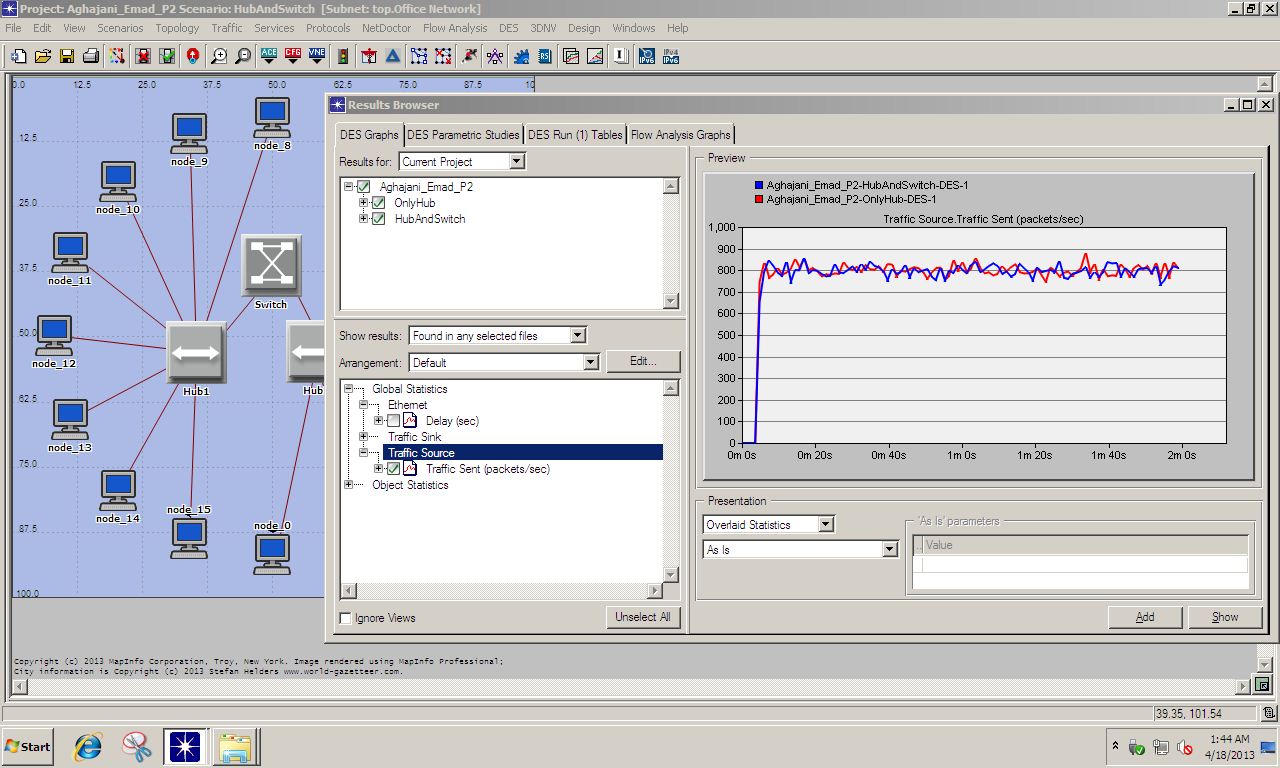 Project: Aghajani_Emad_P2 Scenario: HubAndSwitch [Subnet: top.Office Network]
File Edit View Scenarios Topology Traffic Services Protocols NetDoctor Flow Analysis DES 3DNV Design Windows Help
ACE CFG VNE IPv6 IPv4 IPv6
0.0 12.5 25.0 37.5 50.0 62.5 75.0 87.5 10
12.5
25.0
37.5
50.0
62.5
75.0
87.5
100.0
node_8
node_9
node_10
node_11
Switch
node_12
Hub1
Hub
node_13
node_14
node_15
node_0
Results Browser
DES Graphs DES Parametric Studies DES Run (1) Tables Flow Analysis Graphs
Results for: Current Project
Aghajani_Emad_P2
OnlyHub
HubAndSwitch
Show results: Found in any selected files
Arrangement: Default Edit...
Global Statistics
Ethernet
Delay (sec)
Traffic Sink
Traffic Source
Traffic Sent (packets/sec)
Object Statistics
Ignore Views Unselect All
Preview
Aghajani_Emad_P2-HubAndSwitch-DES-1
Aghajani_Emad_P2-OnlyHub-DES-1
Traffic Source.Traffic Sent (packets/sec)
1,000
900
800
700
600
500
400
300
200
100
0
0m 0s 0m 20s 0m 40s 1m 0s 1m 20s 1m 40s 2m 0s
Presentation
Overlaid Statistics
As Is
'As Is' parameters
.. Value
Add Show
Copyright (c) 2013 MapInfo Corporation, Troy, New York. Image rendered using MapInfo Professional;
City information is Copyright (c) 2013 Stefan Helders www.world-gazetteer.com.
39.35, 101.54
Start
1:44 AM
4/18/2013